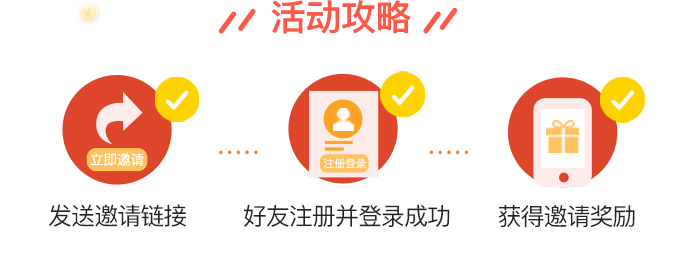 活动攻略
立即邀请
注册登录
发送邀请链接
好友注册并登录成功
获得邀请奖励